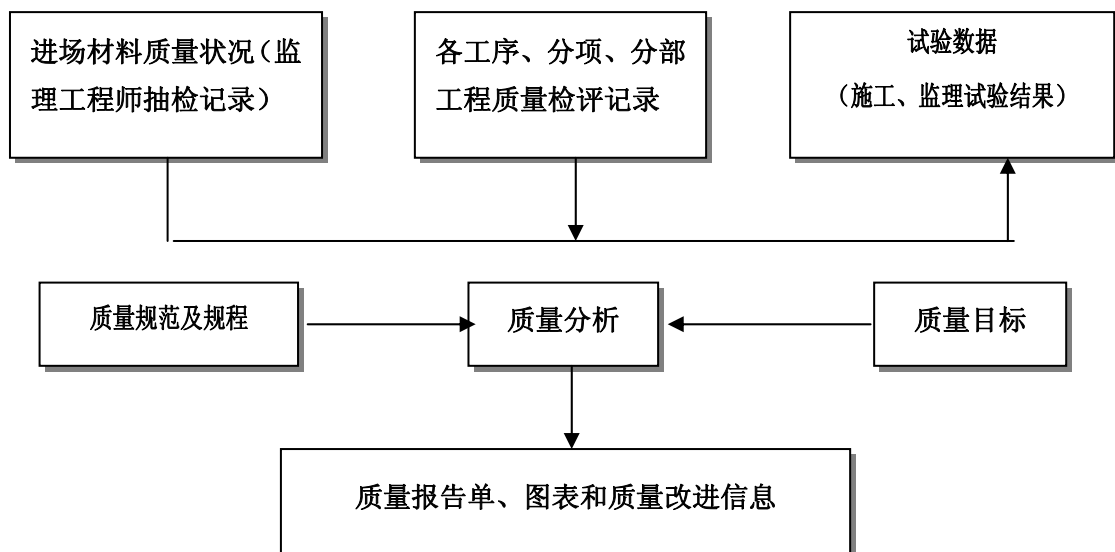 进场材料质量状况（监
理工程师抽检记录）
各工序、分项、分部
工程质量检评记录
试验数据
（施工、监理试验结果）
质量规范及规程
质量分析
质量目标
质量报告单、图表和质量改进信息